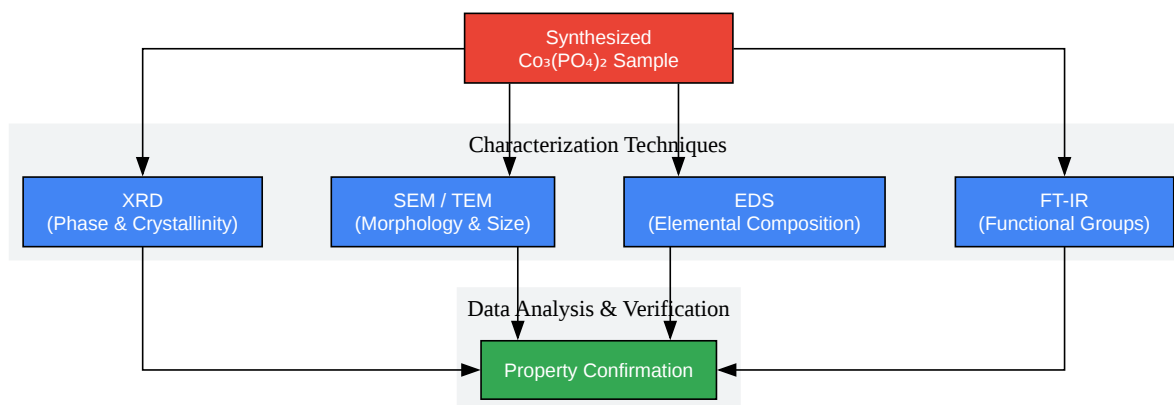 Synthesized
Co₃(PO₄)₂ Sample
Characterization Techniques
XRD
(Phase & Crystallinity)
SEM / TEM
(Morphology & Size)
EDS
(Elemental Composition)
FT-IR
(Functional Groups)
Data Analysis & Verification
Property Confirmation